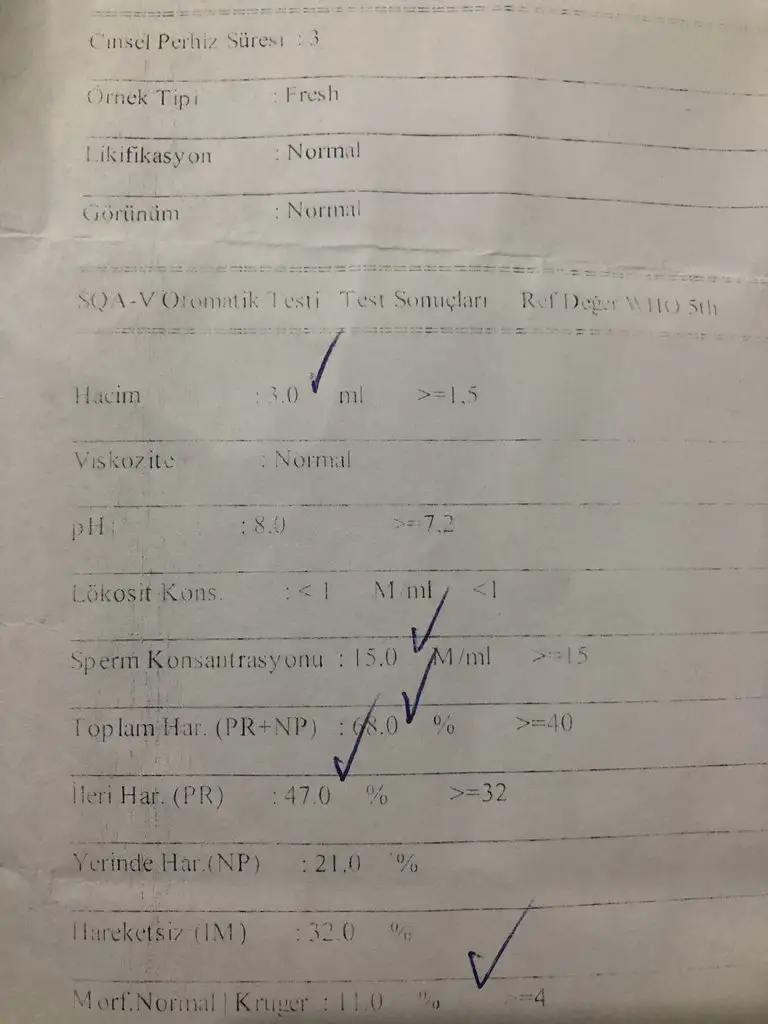 Cinsel Perhiz Süresi : 3
Örnek Tipi : Fresh
Likifikasyon : Normal
Görünüm : Normal
SQA-V Otomatik Testi Test Sonuçları Ref Değer WHO 5th
Hacim : 3.0 ml >=1,5
Viskozite : Normal
pH : 8.0 >=7,2
Lökosit Kons. : < 1 M/ml <1
Sperm Konsantrasyonu : 15.0 M/ml >=15
Toplam Har. (PR+NP) : 68.0 % >=40
İleri Har. (PR) : 47.0 % >=32
Yerinde Har.(NP) : 21.0 %
Hareketsiz (IM) : 32.0 %
Morf.Normal | Kruger : 11.0 % >=4